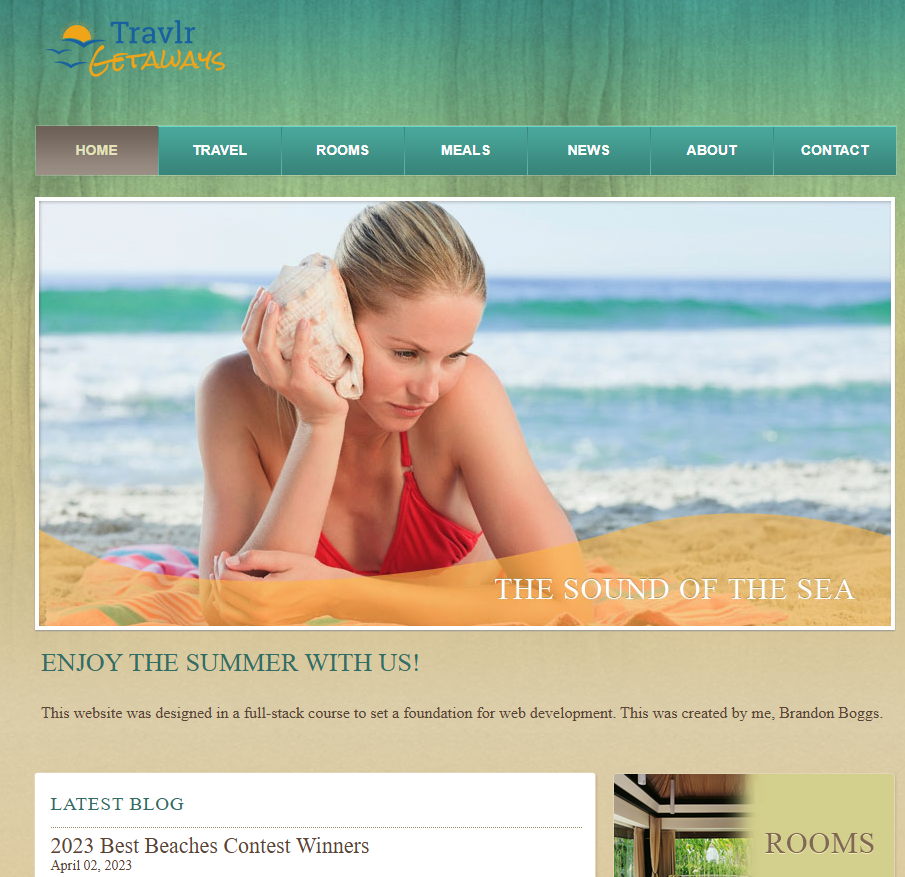 Travlr
GETAWAYS
HOME TRAVEL ROOMS MEALS NEWS ABOUT CONTACT
THE SOUND OF THE SEA
ENJOY THE SUMMER WITH US!
This website was designed in a full-stack course to set a foundation for web development. This was created by me, Brandon Boggs.
LATEST BLOG
2023 Best Beaches Contest Winners
April 02, 2023
ROOMS